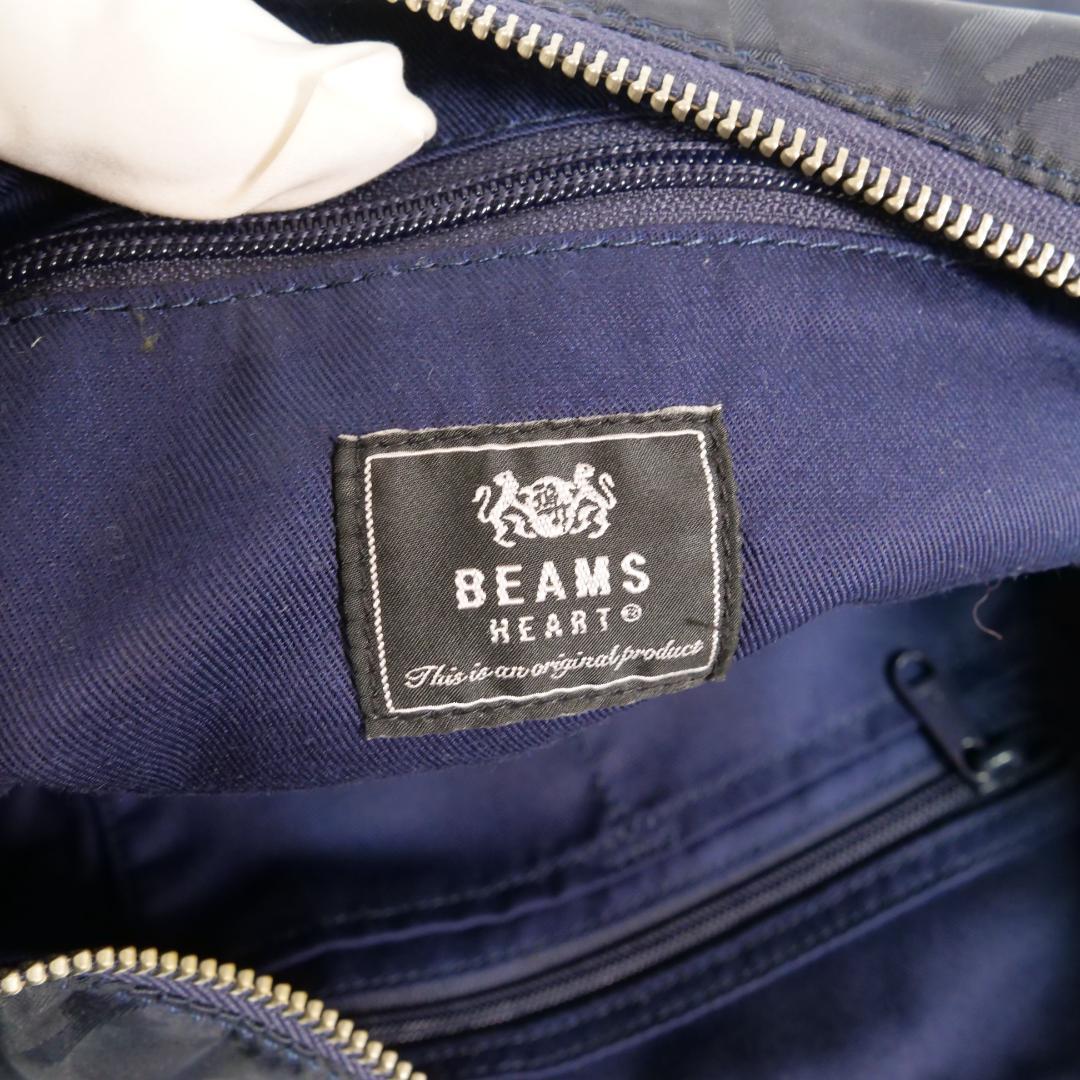 BEAMS
HEART®
This is an original product